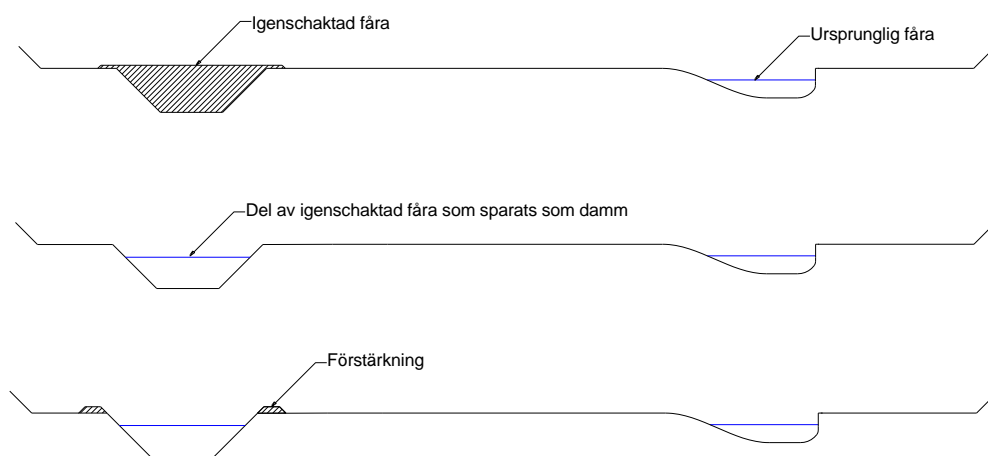 Igenschaktad fåra
Ursprunglig fåra
Del av igenschaktad fåra som sparats som damm
Förstärkning